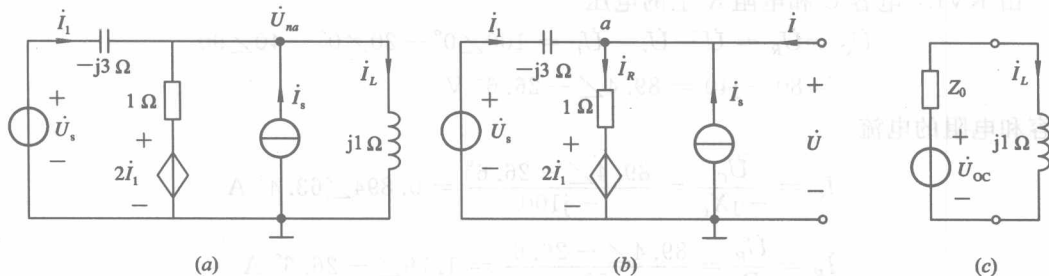 İ₁
−j3 Ω
U̇ₙₐ
1 Ω
İₛ
İ_L
U̇ₛ
+
−
2İ₁
+
−
j1 Ω
(a)
İ₁
−j3 Ω
a
İ
İ_R
1 Ω
İₛ
U̇ₛ
+
−
2İ₁
+
−
+
U̇
−
(b)
Z₀
İ_L
+
U̇_OC
−
j1 Ω
(c)